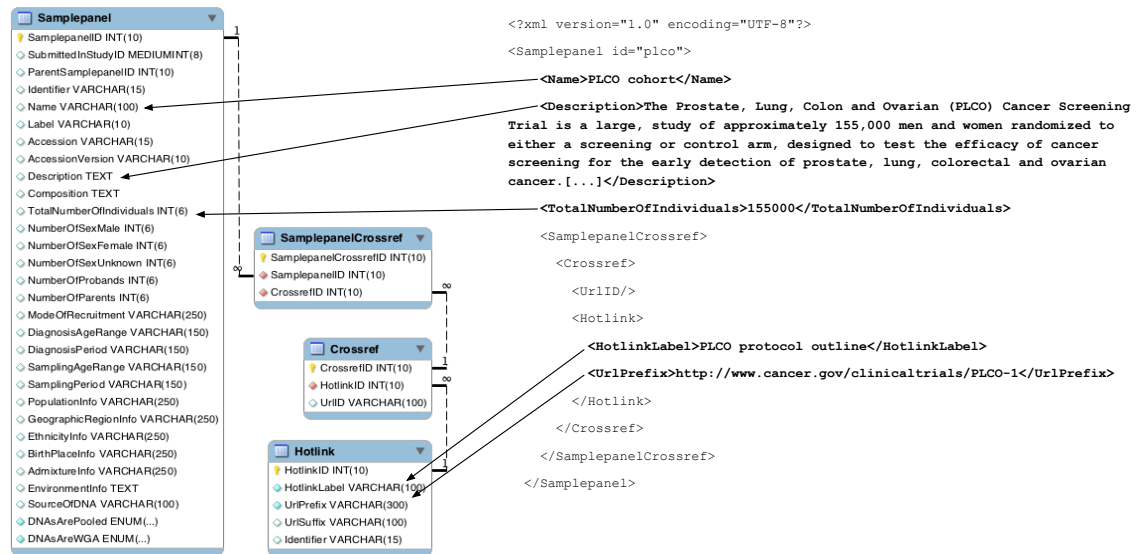 Samplepanel
SamplepanelID INT(10)
SubmittedInStudyID MEDIUMINT(8)
ParentSamplepanelID INT(10)
Identifier VARCHAR(15)
Name VARCHAR(100)
Label VARCHAR(10)
Accession VARCHAR(15)
AccessionVersion VARCHAR(10)
Description TEXT
Composition TEXT
TotalNumberOfIndividuals INT(6)
NumberOfSexMale INT(6)
NumberOfSexFemale INT(6)
NumberOfSexUnknown INT(6)
NumberOfProbands INT(6)
NumberOfParents INT(6)
ModeOfRecruitment VARCHAR(250)
DiagnosisAgeRange VARCHAR(150)
DiagnosisPeriod VARCHAR(150)
SamplingAgeRange VARCHAR(150)
SamplingPeriod VARCHAR(150)
PopulationInfo VARCHAR(250)
GeographicRegionInfo VARCHAR(250)
EthnicityInfo VARCHAR(250)
BirthPlaceInfo VARCHAR(250)
AdmixtureInfo VARCHAR(250)
EnvironmentInfo TEXT
SourceOfDNA VARCHAR(100)
DNAsArePooled ENUM(...)
DNAsAreWGA ENUM(...)
1
∞
SamplepanelCrossref
SamplepanelCrossrefID INT(10)
SamplepanelID INT(10)
CrossrefID INT(10)
∞
1
Crossref
CrossrefID INT(10)
HotlinkID INT(10)
UrlID VARCHAR(100)
∞
1
Hotlink
HotlinkID INT(10)
HotlinkLabel VARCHAR(100)
UrlPrefix VARCHAR(300)
UrlSuffix VARCHAR(100)
Identifier VARCHAR(15)
<?xml version="1.0" encoding="UTF-8"?>
<Samplepanel id="plco">
<Name>PLCO cohort</Name>
<Description>The Prostate, Lung, Colon and Ovarian (PLCO) Cancer Screening
Trial is a large, study of approximately 155,000 men and women randomized to
either a screening or control arm, designed to test the efficacy of cancer
screening for the early detection of prostate, lung, colorectal and ovarian
cancer.[...]</Description>
<TotalNumberOfIndividuals>155000</TotalNumberOfIndividuals>
<SamplepanelCrossref>
<Crossref>
<UrlID/>
<Hotlink>
<HotlinkLabel>PLCO protocol outline</HotlinkLabel>
<UrlPrefix>http://www.cancer.gov/clinicaltrials/PLCO-1</UrlPrefix>
</Hotlink>
</Crossref>
</SamplepanelCrossref>
</Samplepanel>